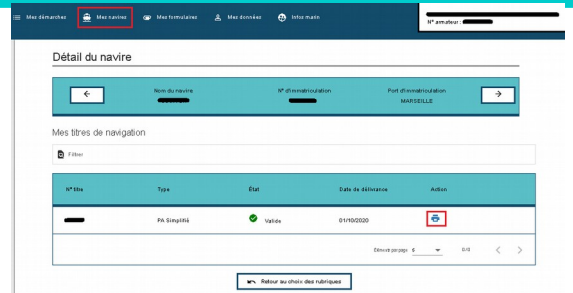 Mes démarches Mes navires Mes formulaires Mes données Infos marin
N° armateur :
Détail du navire
Nom du navire N° d'immatriculation Port d'immatriculation
MARSEILLE
Mes titres de navigation
Filtrer
N° titre Type État Date de délivrance Action
PA Simplifié Valide 01/10/2020
Élément par page 6 0/0
Retour au choix des rubriques